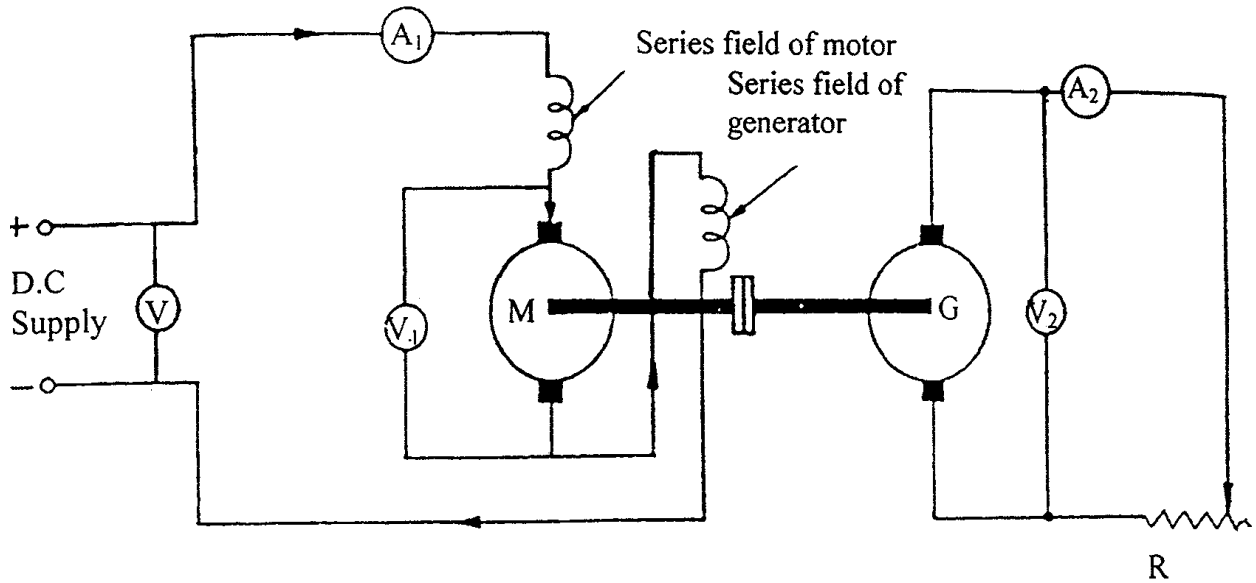 A1
Series field of motor
Series field of
generator
A2
+
D.C
Supply
V
V1
M
G
V2
−
R